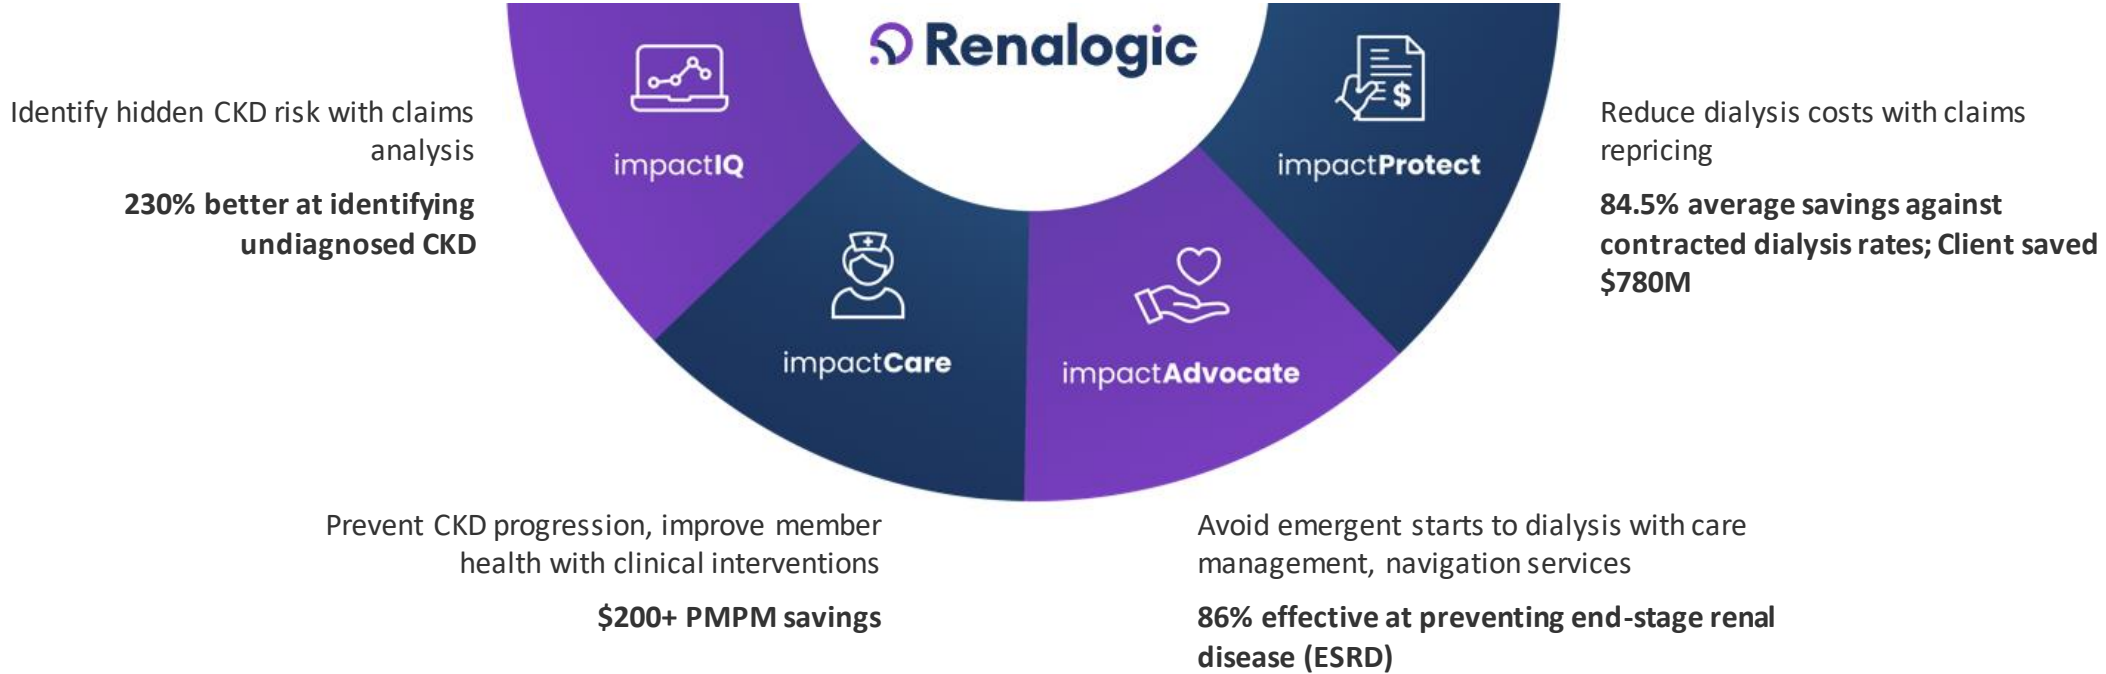 Renalogic
impactIQ
Identify hidden CKD risk with claims
analysis
230% better at identifying
undiagnosed CKD
impactCare
Prevent CKD progression, improve member
health with clinical interventions
$200+ PMPM savings
impactAdvocate
Avoid emergent starts to dialysis with care
management, navigation services
86% effective at preventing end-stage renal
disease (ESRD)
$
impactProtect
Reduce dialysis costs with claims
repricing
84.5% average savings against
contracted dialysis rates; Client saved
$780M